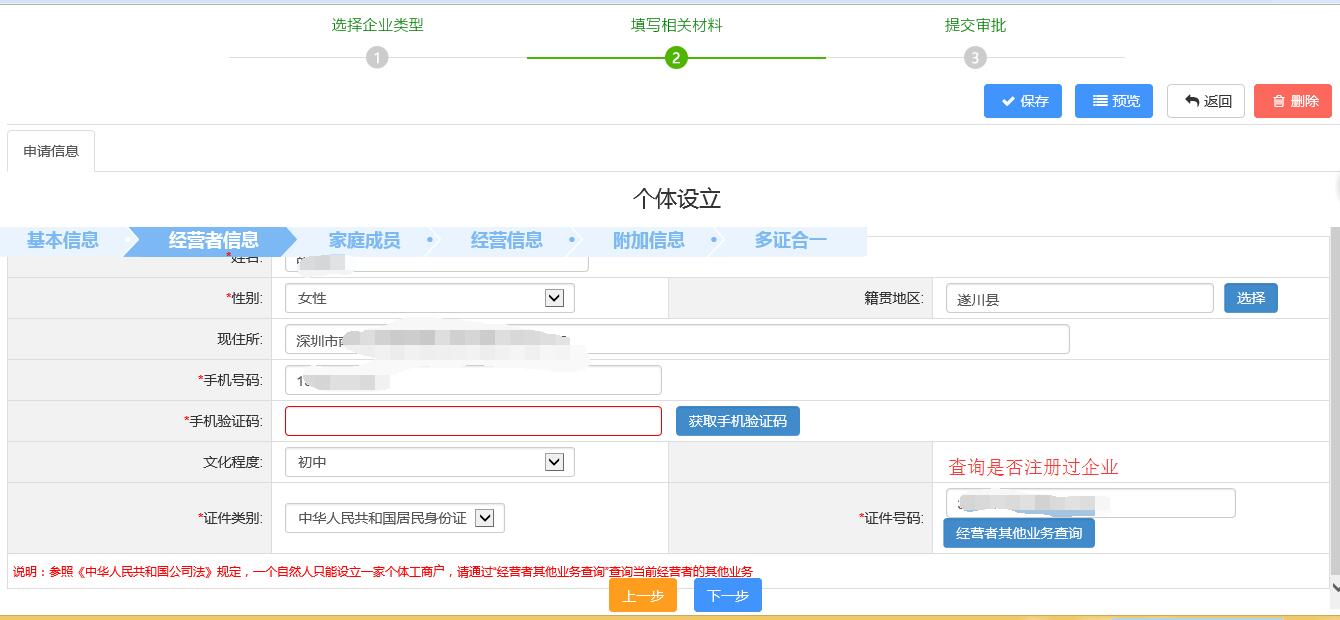 选择企业类型 填写相关材料 提交审批
1 2 3
保存 预览 返回 删除
申请信息
个体设立
基本信息 经营者信息 家庭成员 经营信息 附加信息 多证合一
*姓名:
*性别: 女性 籍贯地区: 遂川县 选择
现住所: 深圳市
*手机号码: 1
*手机验证码: 获取手机验证码
文化程度: 初中 查询是否注册过企业
*证件类别: 中华人民共和国居民身份证 *证件号码:
经营者其他业务查询
说明：参照《中华人民共和国公司法》规定，一个自然人只能设立一家个体工商户，请通过“经营者其他业务查询”查询当前经营者的其他业务
上一步 下一步